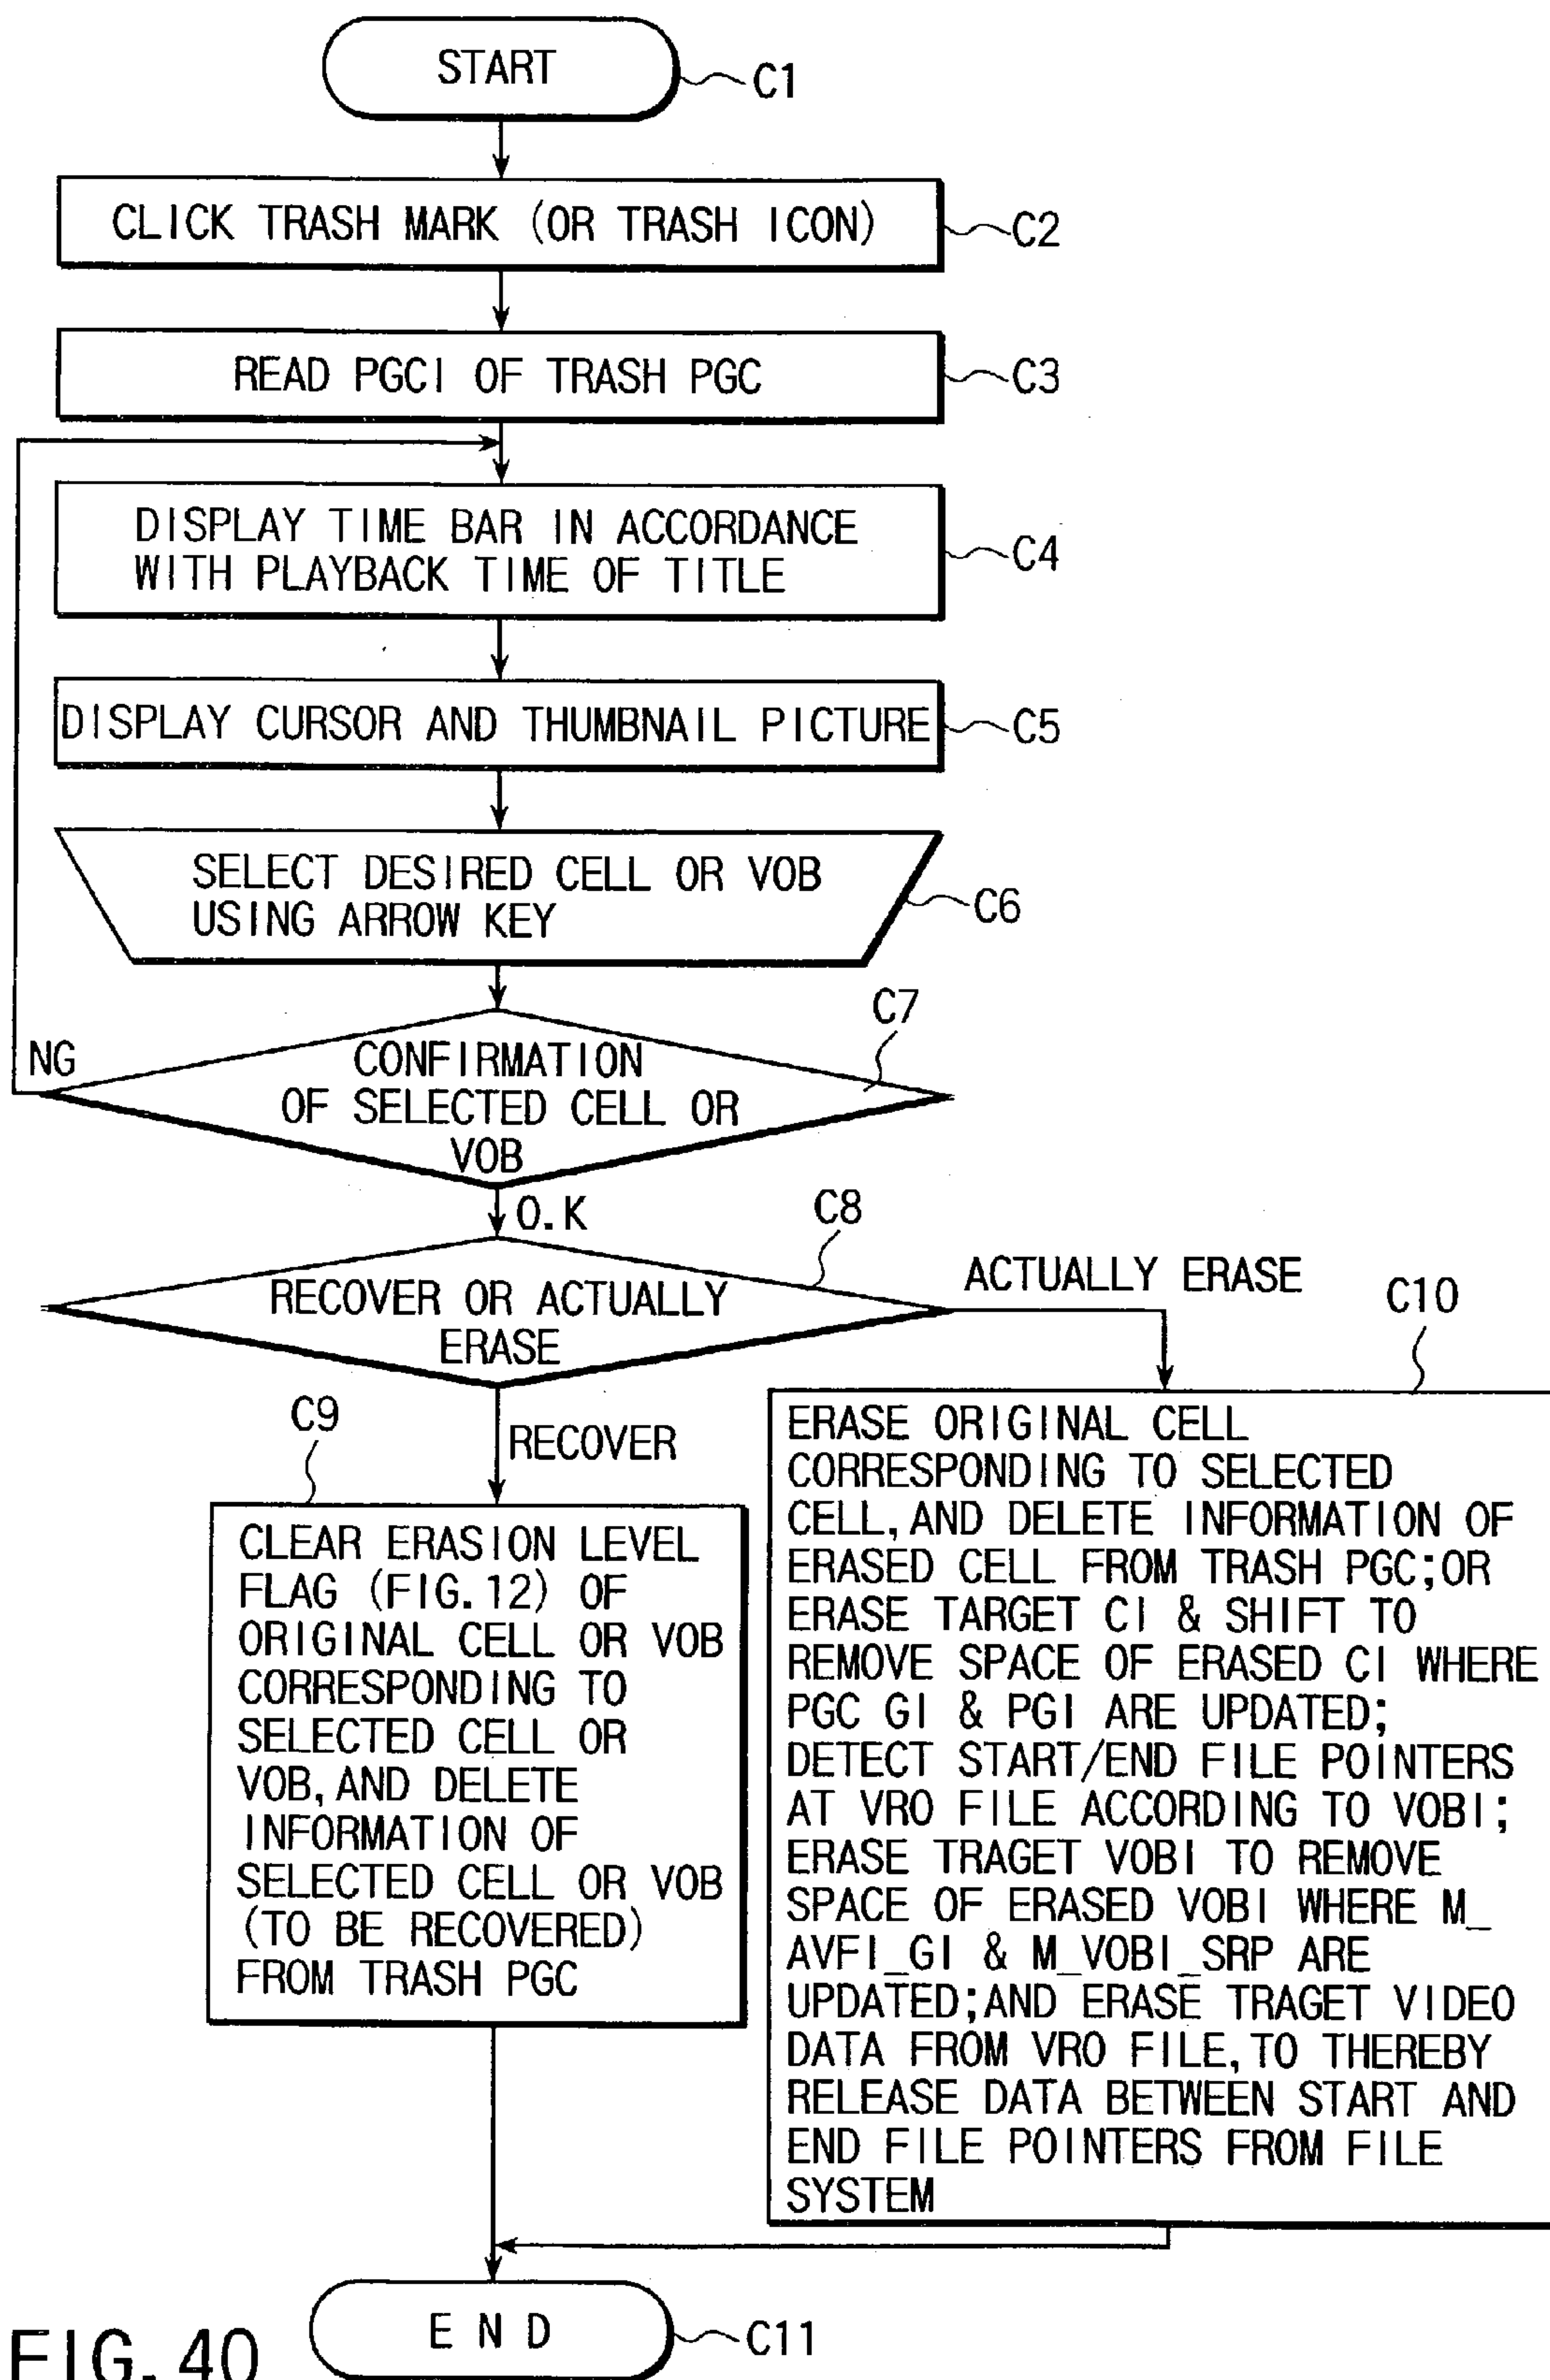 START
C1
CLICK TRASH MARK (OR TRASH ICON)
C2
READ PGCI OF TRASH PGC
C3
DISPLAY TIME BAR IN ACCORDANCE
WITH PLAYBACK TIME OF TITLE
C4
DISPLAY CURSOR AND THUMBNAIL PICTURE
C5
SELECT DESIRED CELL OR VOB
USING ARROW KEY
C6
C7
NG
CONFIRMATION
OF SELECTED CELL OR
VOB
O.K
C8
RECOVER OR ACTUALLY
ERASE
ACTUALLY ERASE
RECOVER
C9
CLEAR ERASION LEVEL
FLAG (FIG.12) OF
ORIGINAL CELL OR VOB
CORRESPONDING TO
SELECTED CELL OR
VOB, AND DELETE
INFORMATION OF
SELECTED CELL OR VOB
(TO BE RECOVERED)
FROM TRASH PGC
C10
ERASE ORIGINAL CELL
CORRESPONDING TO SELECTED
CELL, AND DELETE INFORMATION OF
ERASED CELL FROM TRASH PGC;OR
ERASE TARGET CI & SHIFT TO
REMOVE SPACE OF ERASED CI WHERE
PGC GI & PGI ARE UPDATED;
DETECT START/END FILE POINTERS
AT VRO FILE ACCORDING TO VOBI;
ERASE TRAGET VOBI TO REMOVE
SPACE OF ERASED VOBI WHERE M_
AVFI_GI & M_VOBI_SRP ARE
UPDATED;AND ERASE TRAGET VIDEO
DATA FROM VRO FILE, TO THEREBY
RELEASE DATA BETWEEN START AND
END FILE POINTERS FROM FILE
SYSTEM
END
C11
FIG. 40